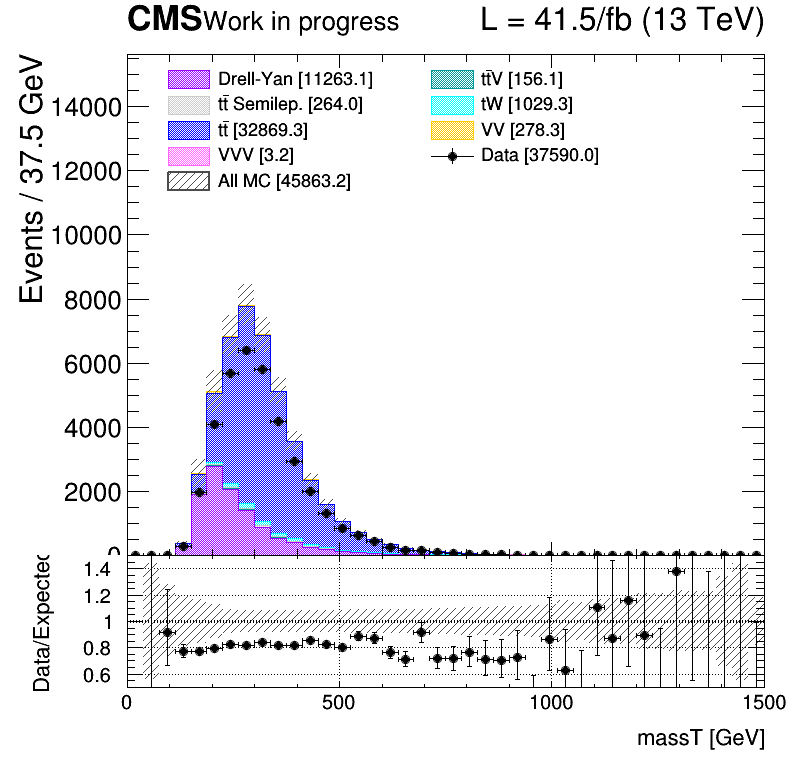 CMS Work in progress L = 41.5/fb (13 TeV)
Events / 37.5 GeV
14000
12000
10000
8000
6000
4000
2000
0
Drell-Yan [11263.1]
tt̄ Semilep. [264.0]
tt̄ [32869.3]
VVV [3.2]
All MC [45863.2]
tt̄V [156.1]
tW [1029.3]
VV [278.3]
Data [37590.0]
Data/Expected
1.4
1.2
1
0.8
0.6
0 500 1000 1500
massT [GeV]